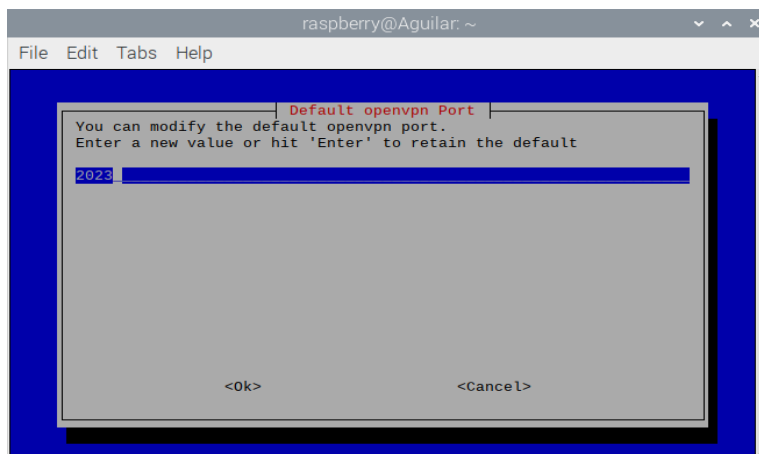 raspberry@Aguilar: ~
File Edit Tabs Help
Default openvpn Port
You can modify the default openvpn port.
Enter a new value or hit 'Enter' to retain the default
2023
<Ok> <Cancel>